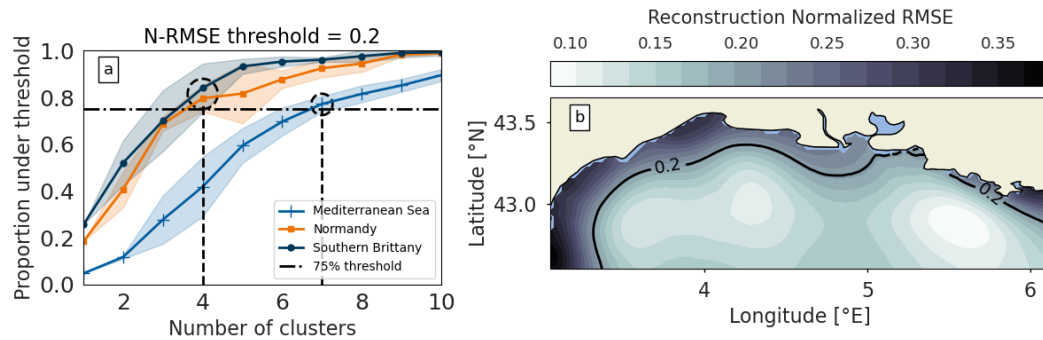 N-RMSE threshold = 0.2
a
Proportion under threshold
1.0
0.8
0.6
0.4
0.2
0.0
2
4
6
8
10
Number of clusters
Mediterranean Sea
Normandy
Southern Brittany
75% threshold
Reconstruction Normalized RMSE
0.10 0.15 0.20 0.25 0.30 0.35
b
Latitude [°N]
43.5
43.0
0.2
0.2
4
5
6
Longitude [°E]